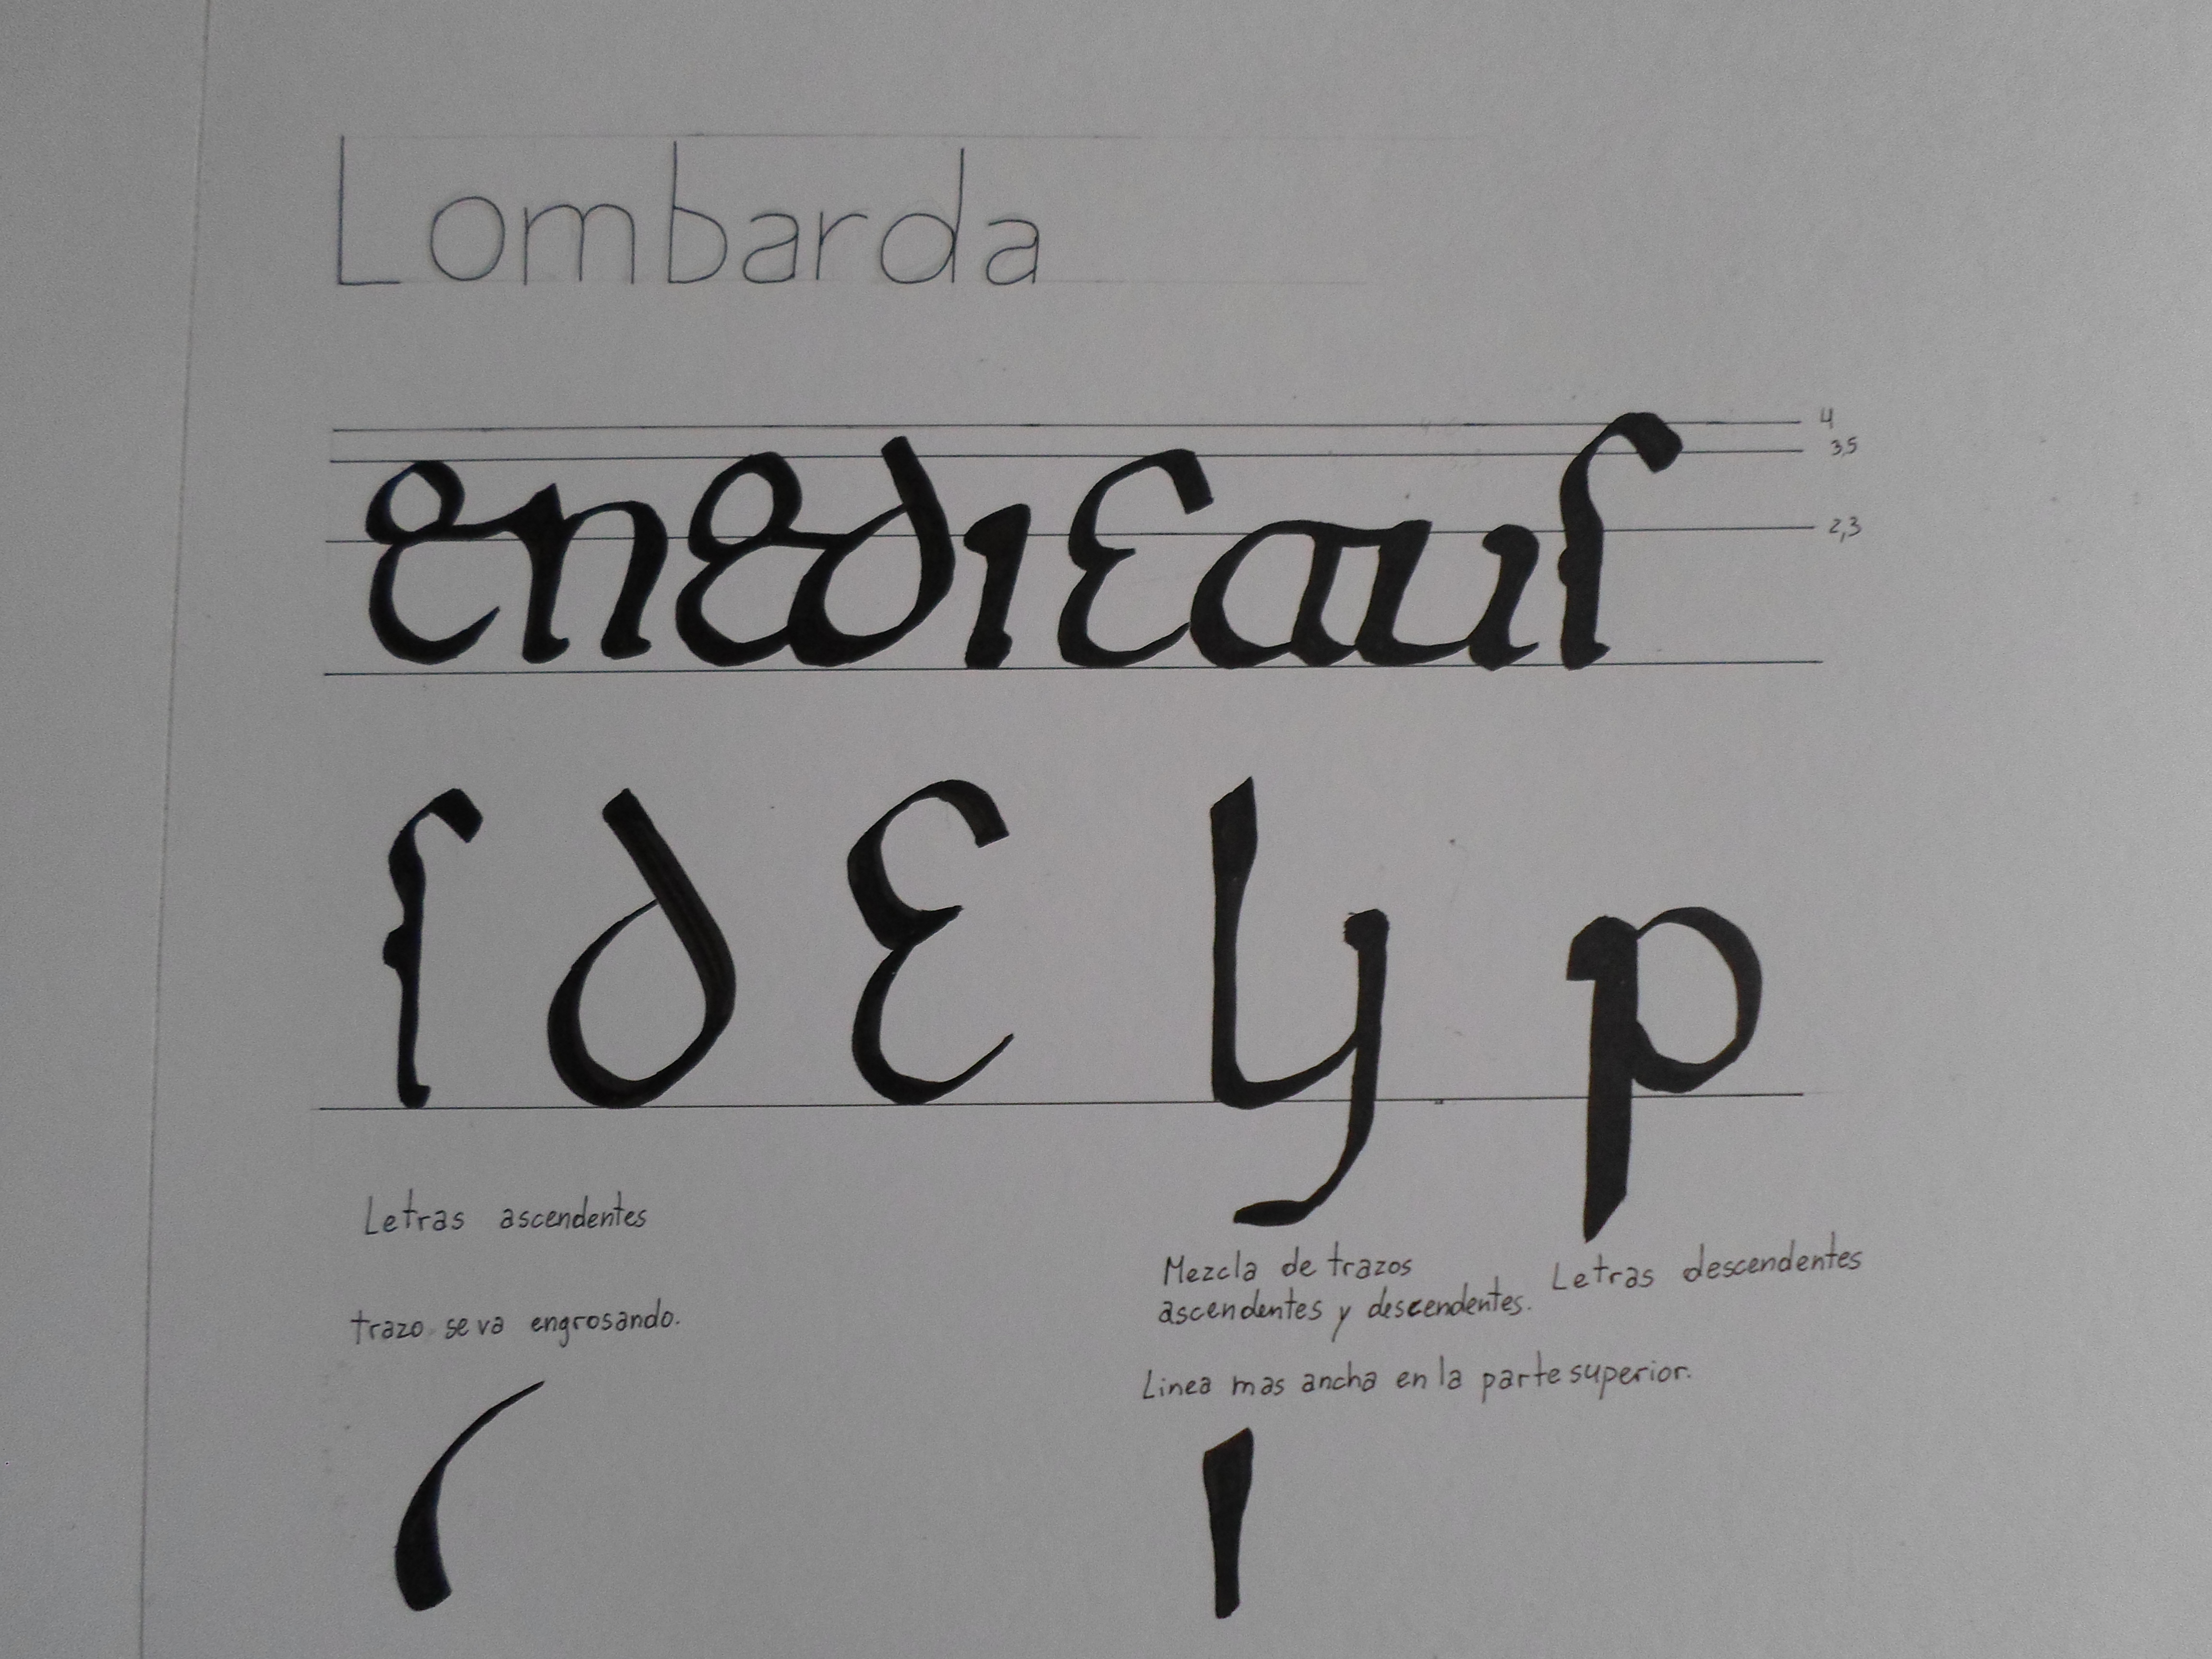 Lombarda
4
3,5
2,3
enedıeauſ
ſ d e y p
Letras ascendentes
Mezcla de trazos
ascendentes y descendentes.
Letras descendentes
trazo se va engrosando.
Linea mas ancha en la parte superior.